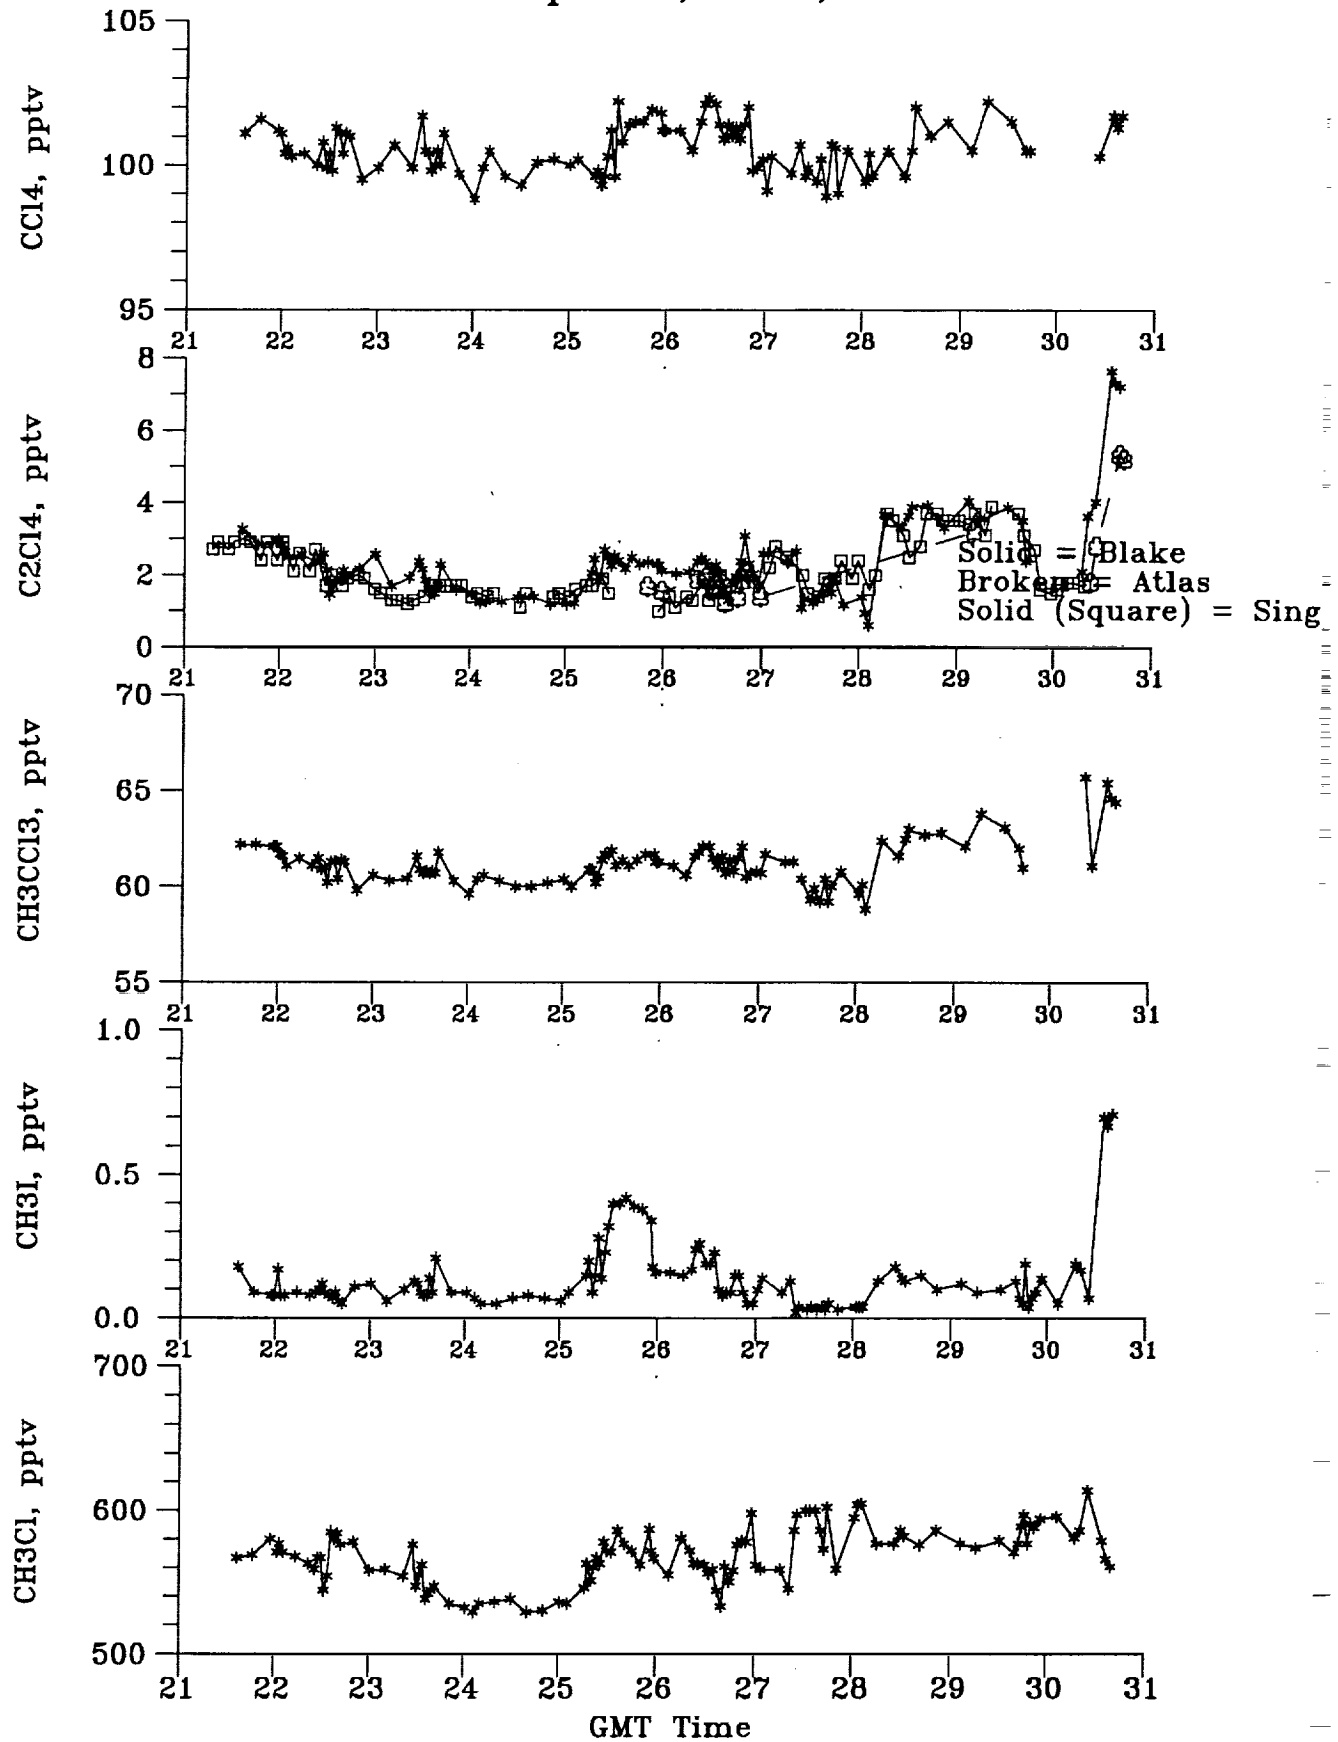 105
100
95
CCl4, pptv
21 22 23 24 25 26 27 28 29 30 31
8
6
4
2
0
C2Cl4, pptv
Solid = Blake
Broken = Atlas
Solid (Square) = Sing
21 22 23 24 25 26 27 28 29 30 31
70
65
60
55
CH3CCl3, pptv
21 22 23 24 25 26 27 28 29 30 31
1.0
0.5
0.0
CH3I, pptv
21 22 23 24 25 26 27 28 29 30 31
700
600
500
CH3Cl, pptv
21 22 23 24 25 26 27 28 29 30 31
GMT Time